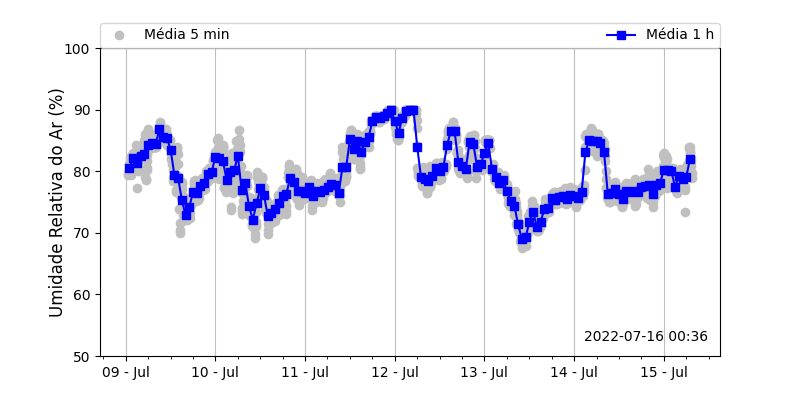 Média 5 min
Média 1 h
Umidade Relativa do Ar (%)
100
90
80
70
60
50
2022-07-16 00:36
09 - Jul
10 - Jul
11 - Jul
12 - Jul
13 - Jul
14 - Jul
15 - Jul